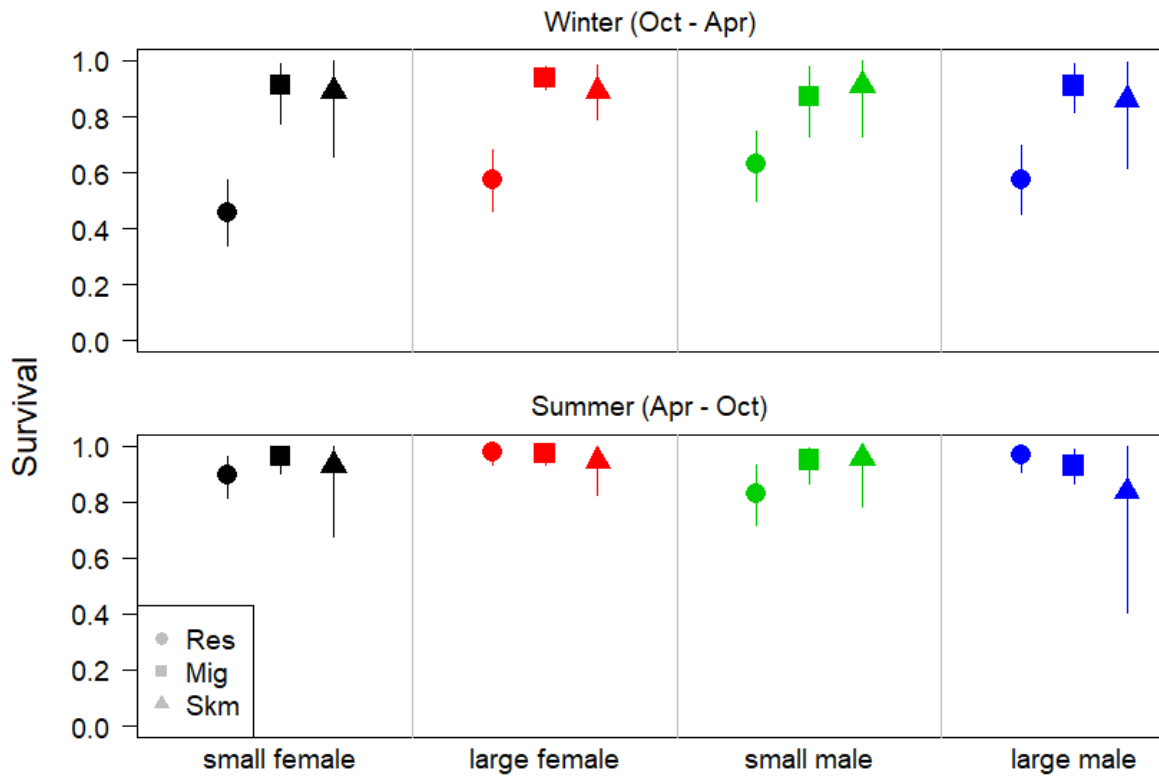 Winter (Oct - Apr)
1.0
0.8
0.6
0.4
0.2
0.0
Survival
Summer (Apr - Oct)
1.0
0.8
0.6
0.4
0.2
0.0
Res
Mig
Skm
small female large female small male large male